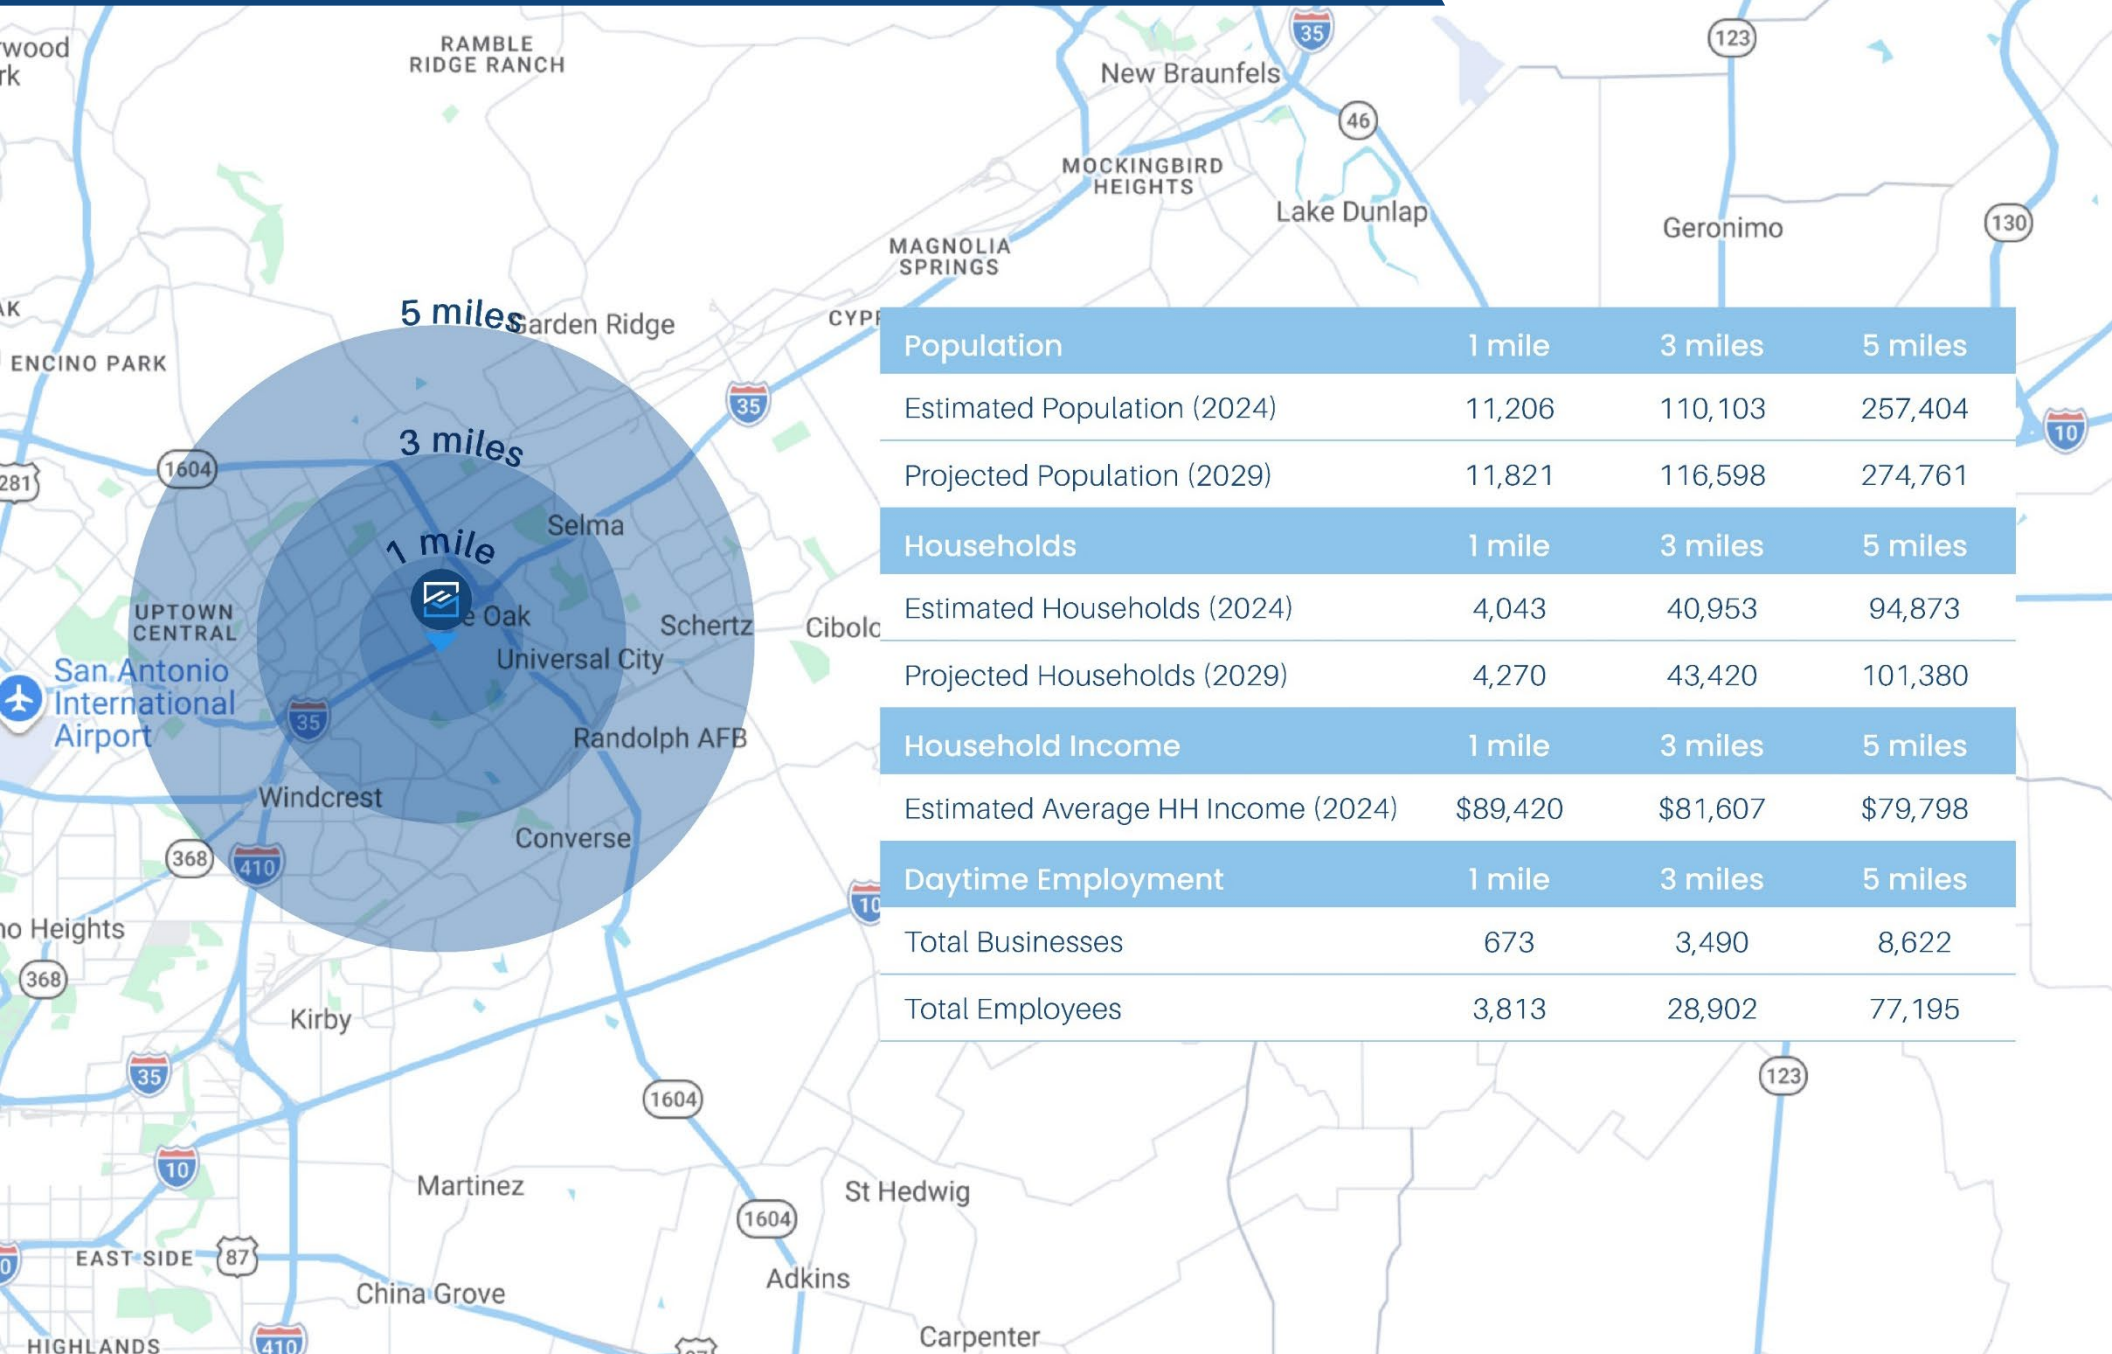 rwood
rk
RAMBLE
RIDGE RANCH
35
New Braunfels
123
46
MOCKINGBIRD
HEIGHTS
Lake Dunlap
Geronimo
130
MAGNOLIA
SPRINGS
AK
ENCINO PARK
5 miles
Garden Ridge
CYPR
35
10
3 miles
1604
281
Selma
1 mile
e Oak
UPTOWN
CENTRAL
Schertz
Cibolo
Universal City
San Antonio
International
Airport
35
Randolph AFB
Windcrest
Converse
368
410
10
no Heights
368
Kirby
35
1604
10
Martinez
St Hedwig
1604
EAST SIDE
87
0
Adkins
China Grove
Carpenter
HIGHLANDS
410
123
Population 1 mile 3 miles 5 miles
Estimated Population (2024) 11,206 110,103 257,404
Projected Population (2029) 11,821 116,598 274,761
Households 1 mile 3 miles 5 miles
Estimated Households (2024) 4,043 40,953 94,873
Projected Households (2029) 4,270 43,420 101,380
Household Income 1 mile 3 miles 5 miles
Estimated Average HH Income (2024) $89,420 $81,607 $79,798
Daytime Employment 1 mile 3 miles 5 miles
Total Businesses 673 3,490 8,622
Total Employees 3,813 28,902 77,195